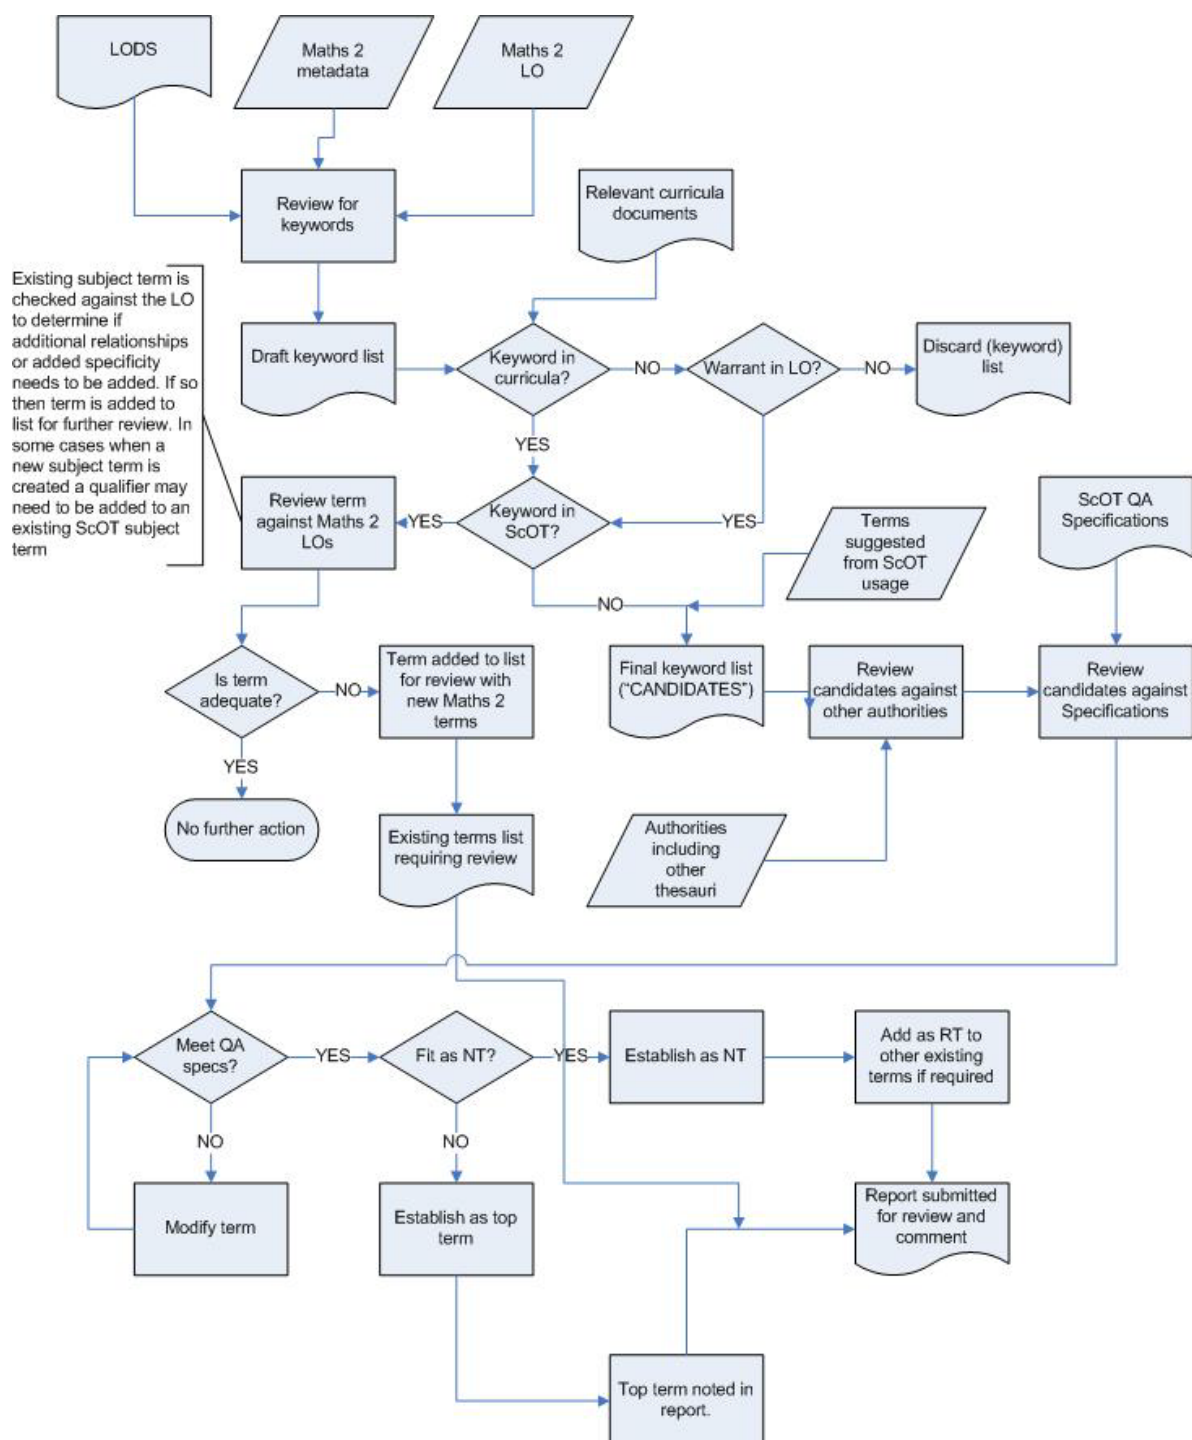 LODS
Maths 2
metadata
Maths 2
LO
Review for
keywords
Relevant curricula
documents
Existing subject term is
checked against the LO
to determine if
additional relationships
or added specificity
needs to be added. If so
then term is added to
list for further review. In
some cases when a
new subject term is
created a qualifier may
need to be added to an
existing ScOT subject
term
Draft keyword list
Keyword in
curricula?
NO
Warrant in LO?
NO
Discard (keyword)
list
YES
Review term
against Maths 2
LOs
YES
Keyword in
ScOT?
YES
Terms
suggested
from ScOT
usage
ScOT QA
Specifications
NO
Is term
adequate?
NO
Term added to list
for review with
new Maths 2
terms
Final keyword list
(“CANDIDATES”)
Review
candidates against
other authorities
Review
candidates against
Specifications
YES
No further action
Existing terms list
requiring review
Authorities
including
other
thesauri
Meet QA
specs?
YES
Fit as NT?
YES
Establish as NT
Add as RT to
other existing
terms if required
NO
NO
Modify term
Establish as top
term
Report submitted
for review and
comment
Top term noted in
report.